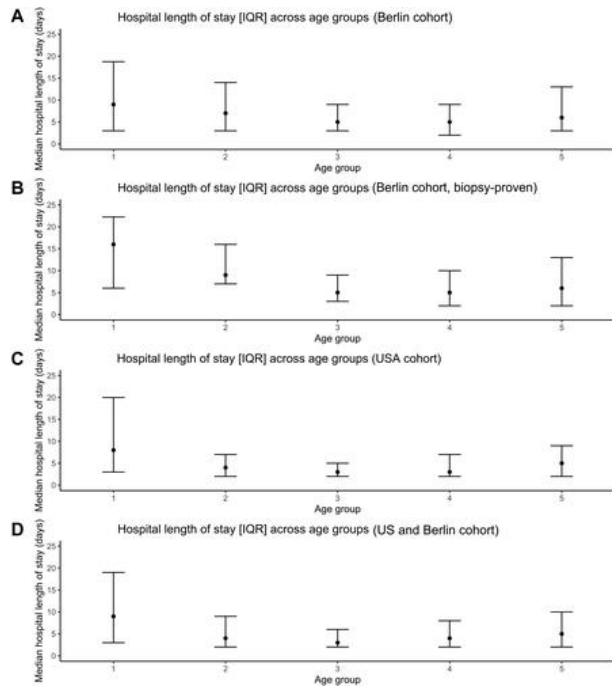 A
Hospital length of stay [IQR] across age groups (Berlin cohort)
Median hospital length of stay (days)
25
20
15
10
5
0
1 2 3 4 5
Age group
B
Hospital length of stay [IQR] across age groups (Berlin cohort, biopsy-proven)
Median hospital length of stay (days)
25
20
15
10
5
0
1 2 3 4 5
Age group
C
Hospital length of stay [IQR] across age groups (USA cohort)
Median hospital length of stay (days)
25
20
15
10
5
0
1 2 3 4 5
Age group
D
Hospital length of stay [IQR] across age groups (US and Berlin cohort)
Median hospital length of stay (days)
25
20
15
10
5
0
1 2 3 4 5
Age group